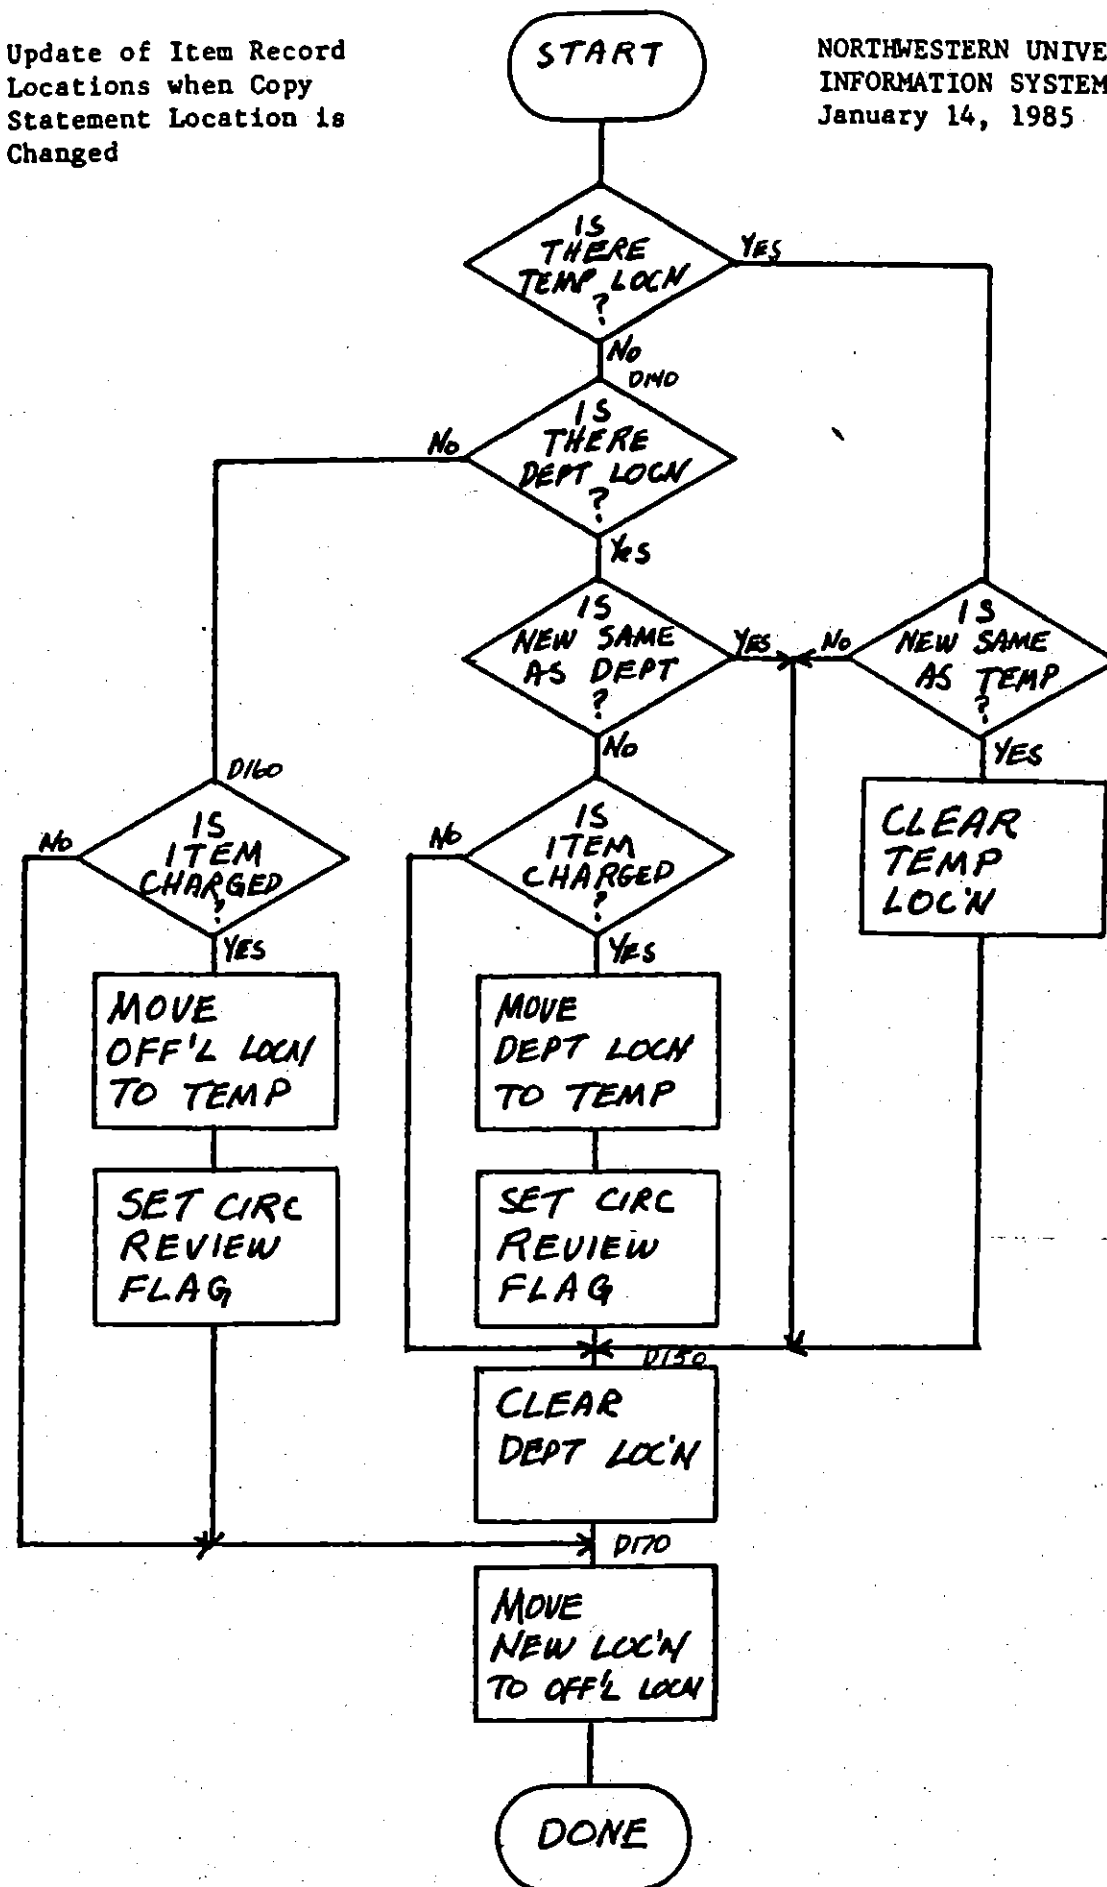 Update of Item Record
Locations when Copy
Statement Location is
Changed
START
NORTHWESTERN UNIVE
INFORMATION SYSTEM
January 14, 1985
IS
THERE
TEMP LOCN
?
YES
NO
D140
IS
THERE
DEPT LOCN
?
NO
YES
IS
NEW SAME
AS DEPT
?
YES
NO
IS
NEW SAME
AS TEMP
?
NO
YES
CLEAR
TEMP
LOC'N
D160
IS
ITEM
CHARGED
?
NO
YES
MOVE
OFF'L LOCN
TO TEMP
SET CIRC
REVIEW
FLAG
IS
ITEM
CHARGED
?
NO
YES
MOVE
DEPT LOCN
TO TEMP
SET CIRC
REVIEW
FLAG
D150
CLEAR
DEPT LOC'N
D170
MOVE
NEW LOC'N
TO OFF'L LOCN
DONE